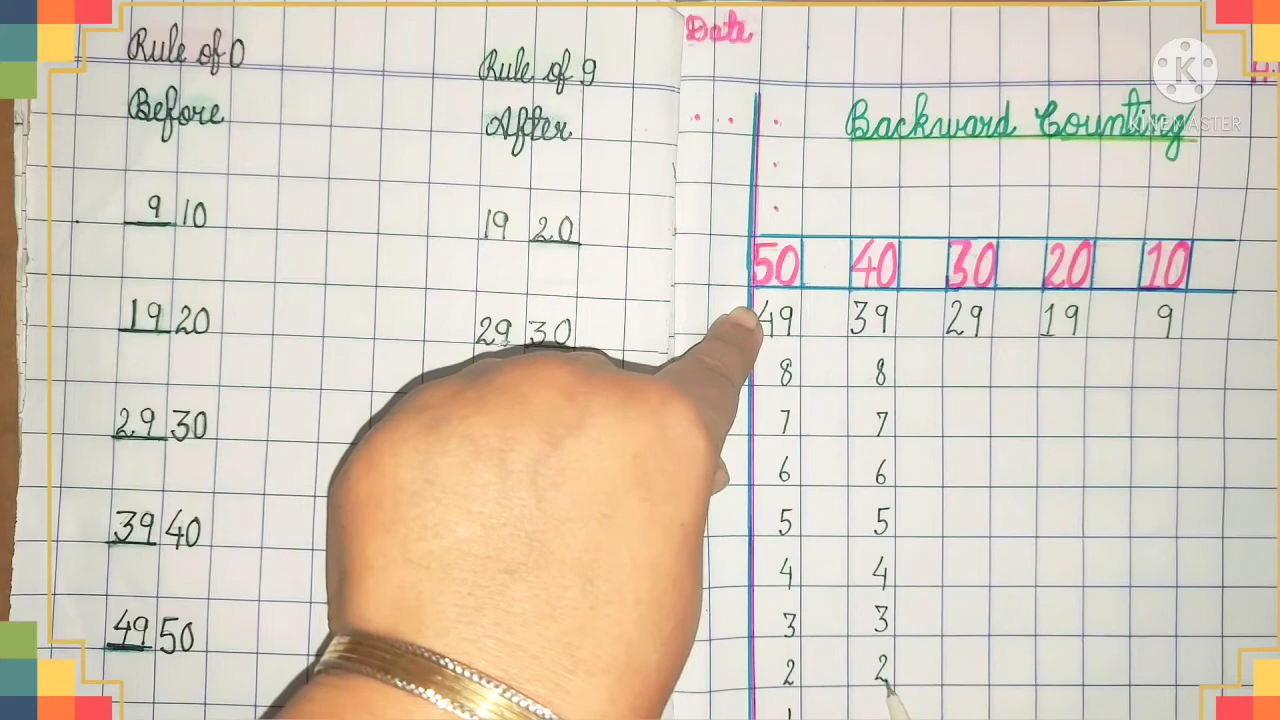 Rule of 0
Before
9 10
19 20
29 30
39 40
49 50
Rule of 9
After
19 20
29 30
Date
H.
Backward Counting
50 40 30 20 10
49 39 29 19 9
8 8
7 7
6 6
5 5
4 4
3 3
2 2
1
K
KINEMASTER